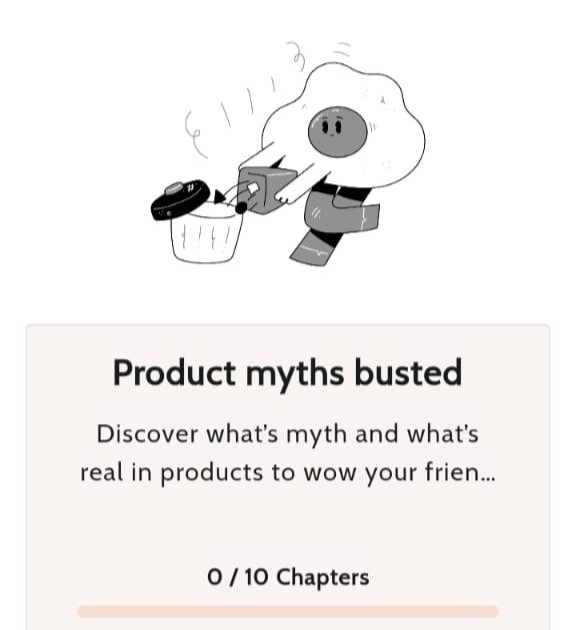 Product myths busted
Discover what's myth and what's
real in products to wow your frien...
0 / 10 Chapters